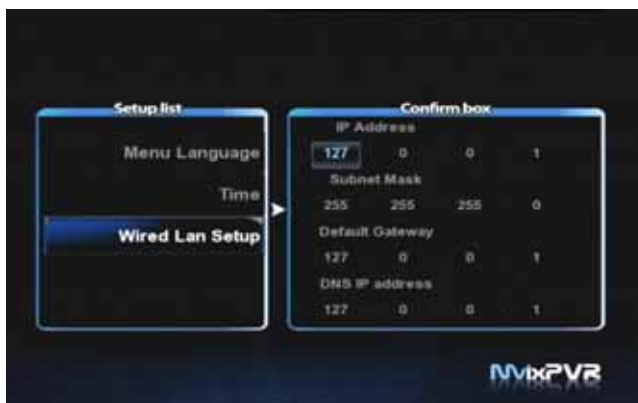 Setup list
Menu Language
Time
Wired Lan Setup
Confirm box
IP Address
127 0 0 1
Subnet Mask
255 255 255 0
Default Gateway
127 0 0 1
DNS IP address
127 0 0 1
NvixPVR